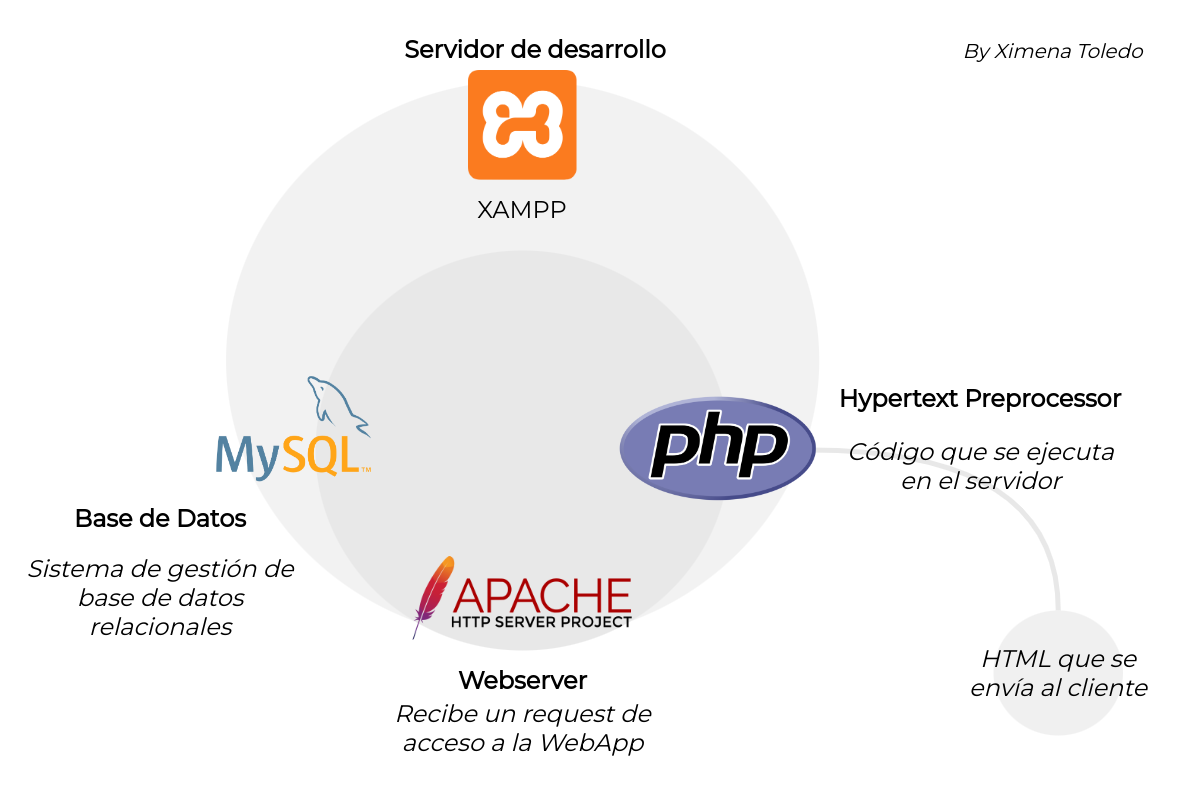 Servidor de desarrollo
By Ximena Toledo
XAMPP
MySQL™
Base de Datos
Sistema de gestión de
base de datos
relacionales
php
Hypertext Preprocessor
Código que se ejecuta
en el servidor
APACHE
HTTP SERVER PROJECT
Webserver
Recibe un request de
acceso a la WebApp
HTML que se
envía al cliente